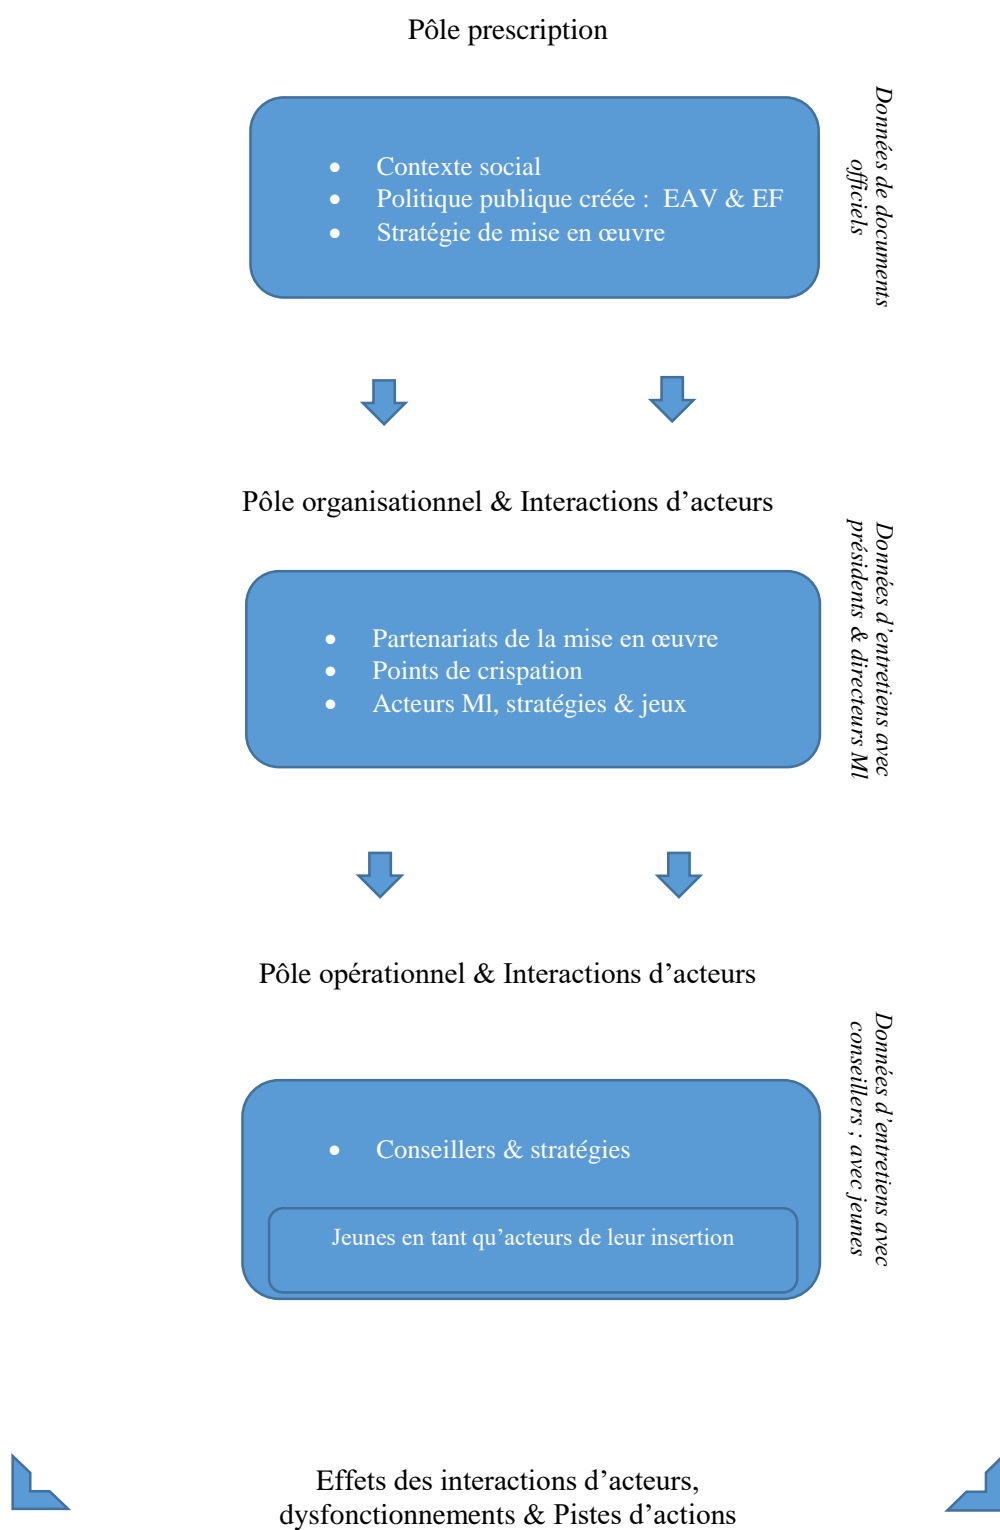 Pôle prescription
Données de documents
officiels
• Contexte social
• Politique publique créée : EAV & EF
• Stratégie de mise en œuvre
Pôle organisationnel & Interactions d’acteurs
Données d’entretiens avec
présidents & directeurs Ml
• Partenariats de la mise en œuvre
• Points de crispation
• Acteurs Ml, stratégies & jeux
Pôle opérationnel & Interactions d’acteurs
Données d’entretiens avec
conseillers ; avec jeunes
• Conseillers & stratégies
Jeunes en tant qu’acteurs de leur insertion
Effets des interactions d’acteurs,
dysfonctionnements & Pistes d’actions